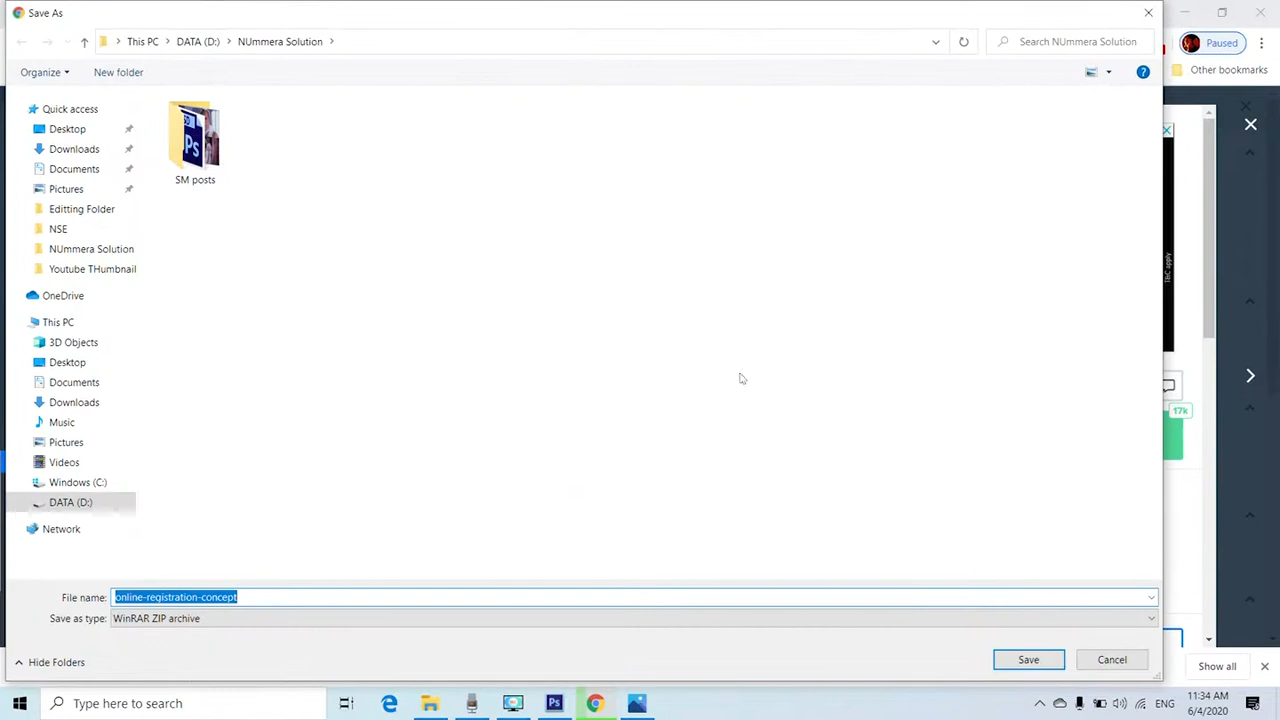 Save As
Paused
This PC
DATA (D:)
NUmmera Solution
Search NUmmera Solution
Other bookmarks
Organize
New folder
Quick access
Desktop
Downloads
Documents
Pictures
Editting Folder
NSE
NUmmera Solution
Youtube THumbnail
OneDrive
This PC
3D Objects
Desktop
Documents
Downloads
Music
Pictures
Videos
Windows (C:)
DATA (D:)
Network
Ps
SM posts
T&C apply
17k
File name: online-registration-concept
Save as type: WinRAR ZIP archive
Hide Folders
Save
Cancel
Show all
Type here to search
Ps
ENG
11:34 AM
6/4/2020